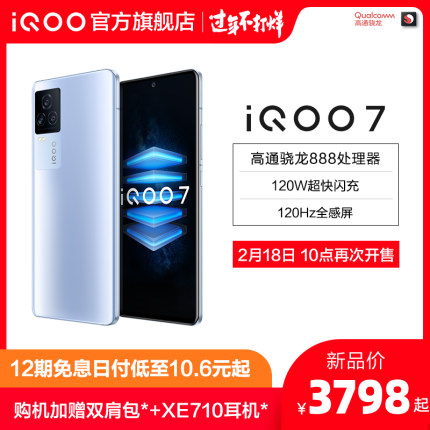 iQOO 官方旗舰店 过年不打烊
Qualcomm
高通骁龙
iQOO
iQOO 7
iQOO 7
高通骁龙888处理器
120W超快闪充
120Hz全感屏
2月18日 10点再次开售
12期免息日付低至10.6元起
购机加赠双肩包*+XE710耳机*
新品价
¥3798起